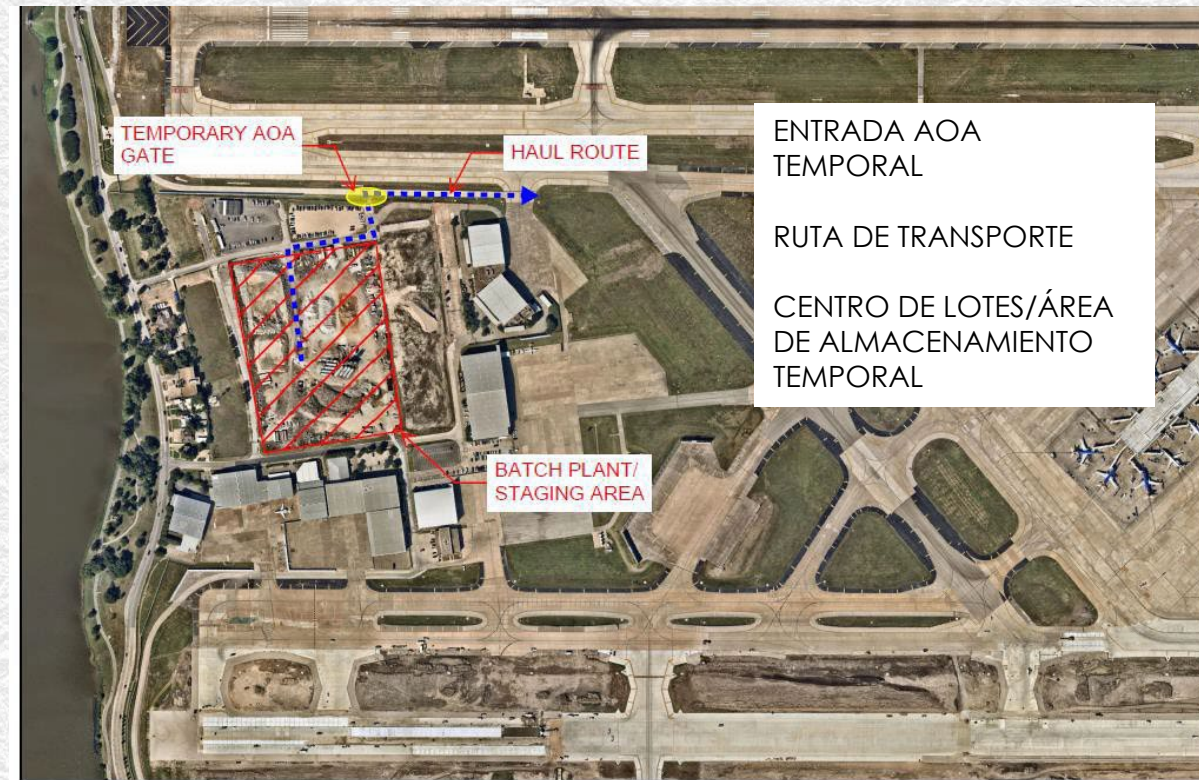 TEMPORARY AOA
GATE
HAUL ROUTE
ENTRADA AOA
TEMPORAL
RUTA DE TRANSPORTE
CENTRO DE LOTES/ÁREA
DE ALMACENAMIENTO
TEMPORAL
BATCH PLANT/
STAGING AREA